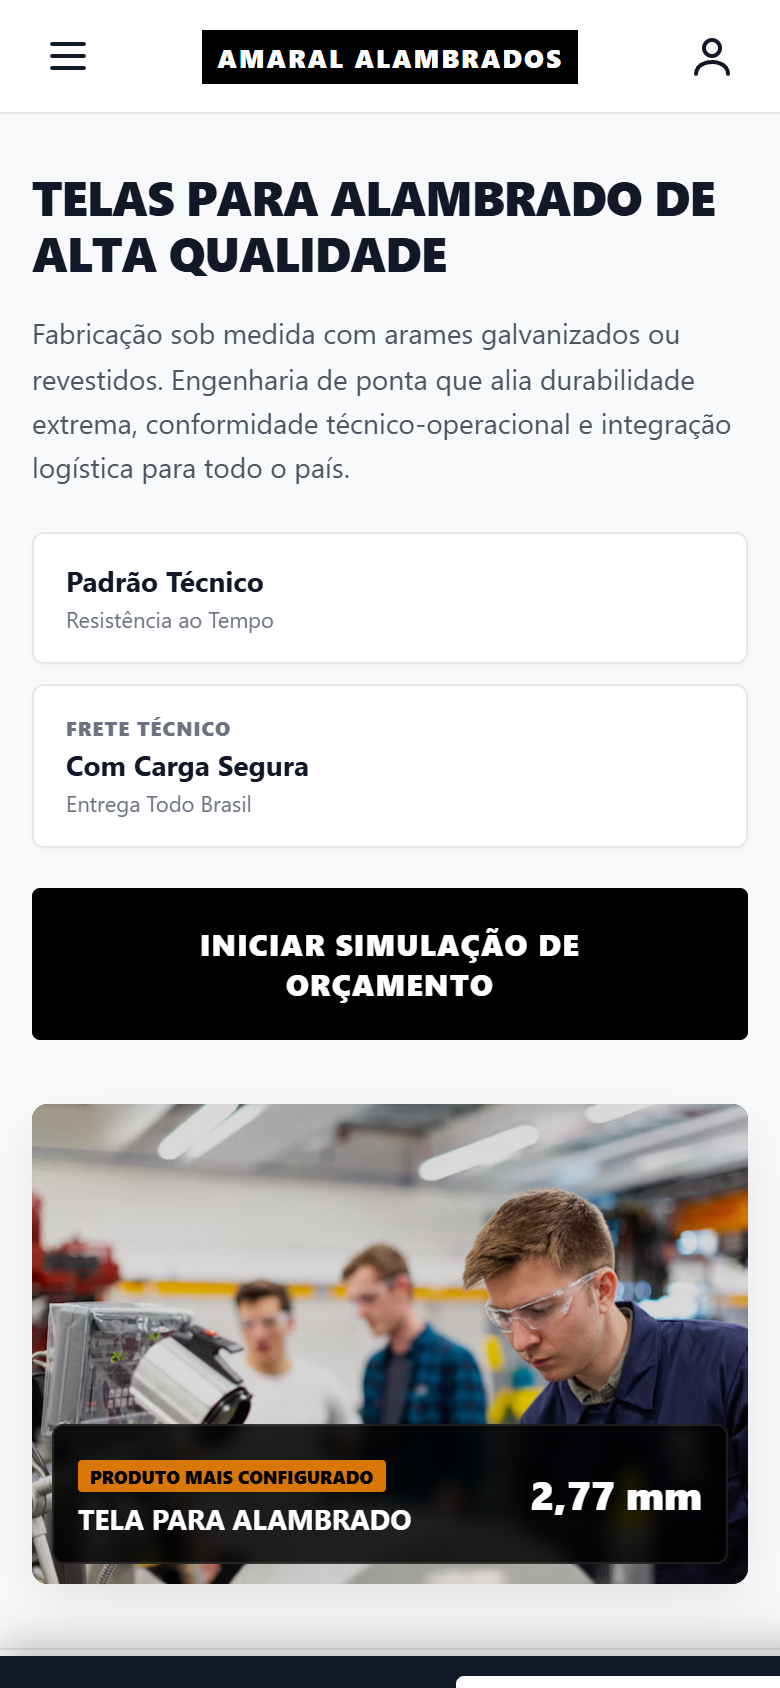 AMARAL ALAMBRADOS
TELAS PARA ALAMBRADO DE
ALTA QUALIDADE
Fabricação sob medida com arames galvanizados ou
revestidos. Engenharia de ponta que alia durabilidade
extrema, conformidade técnico-operacional e integração
logística para todo o país.
Padrão Técnico
Resistência ao Tempo
FRETE TÉCNICO
Com Carga Segura
Entrega Todo Brasil
INICIAR SIMULAÇÃO DE
ORÇAMENTO
PRODUTO MAIS CONFIGURADO
TELA PARA ALAMBRADO
2,77 mm